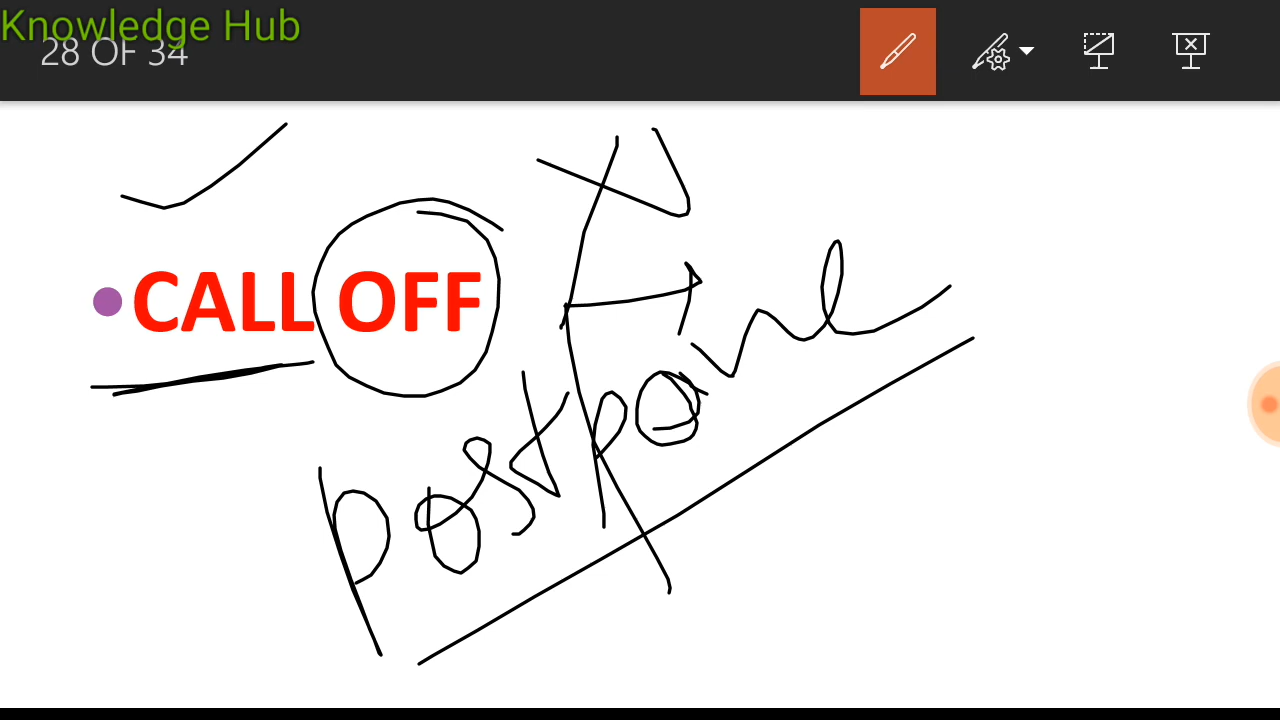 Knowledge Hub
28 OF 34
•CALL OFF
postpone